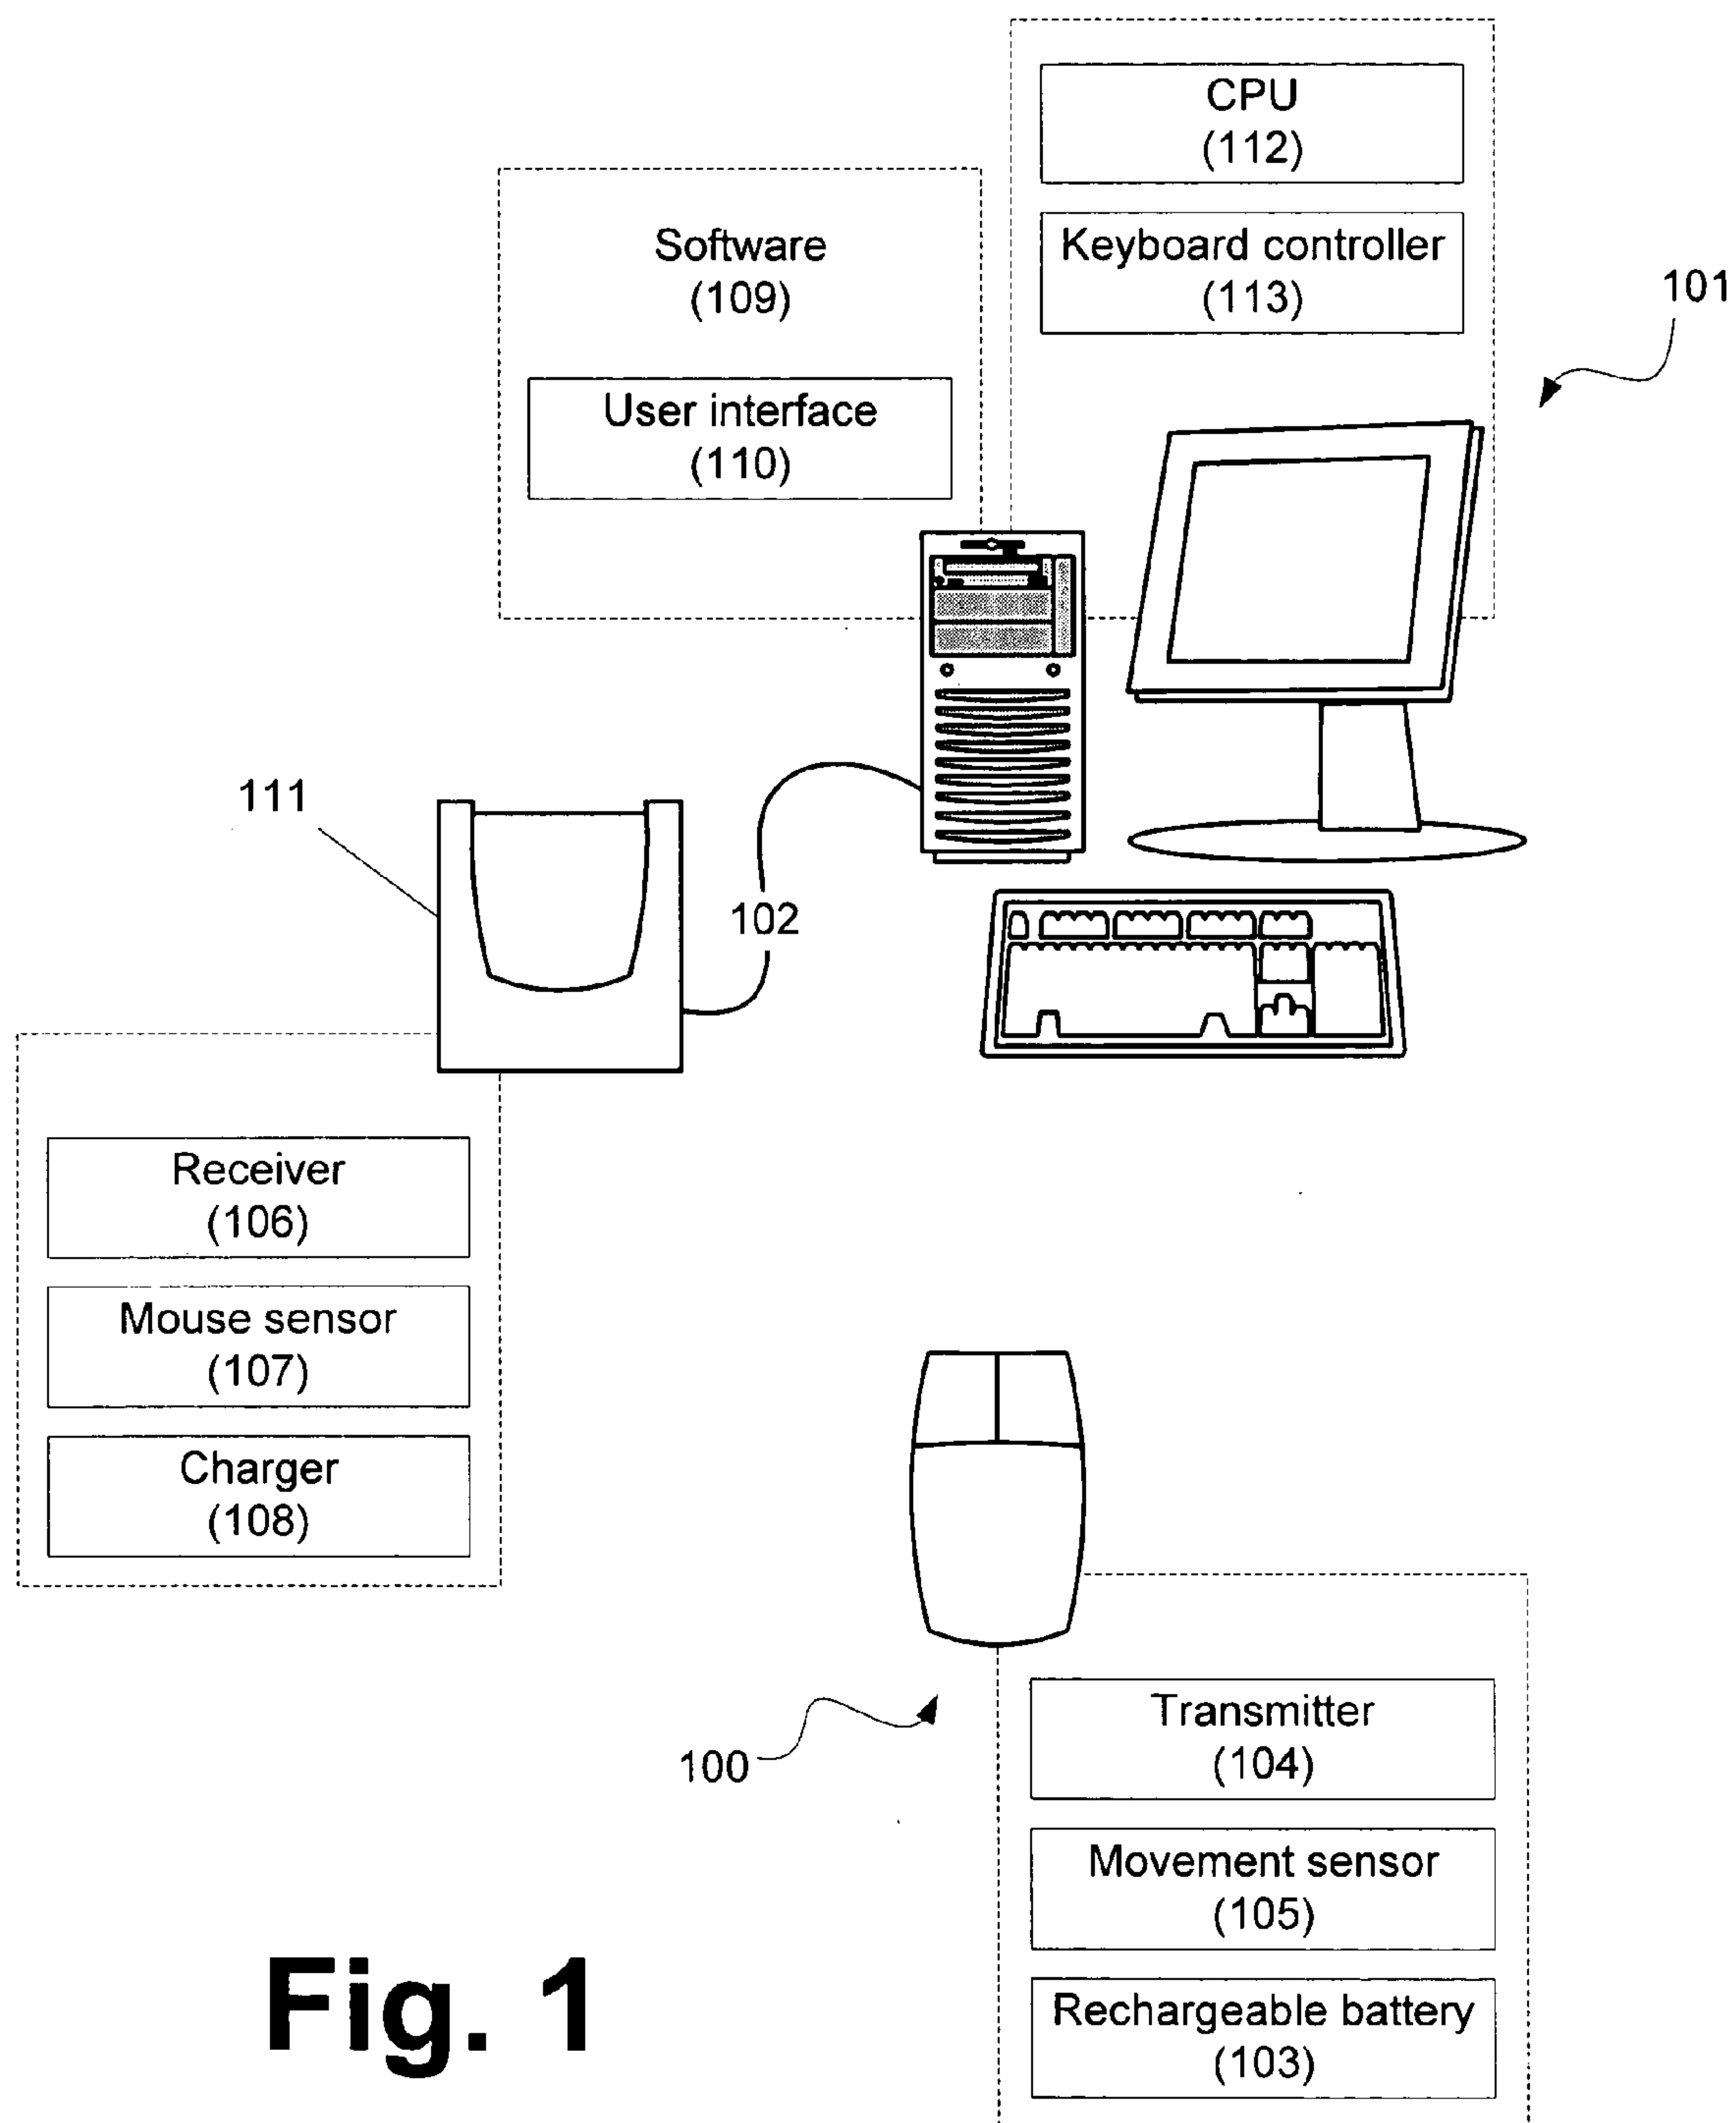 CPU
(112)
Keyboard controller
(113)
Software
(109)
User interface
(110)
101
111
102
Receiver
(106)
Mouse sensor
(107)
Charger
(108)
100
Transmitter
(104)
Movement sensor
(105)
Rechargeable battery
(103)
Fig. 1